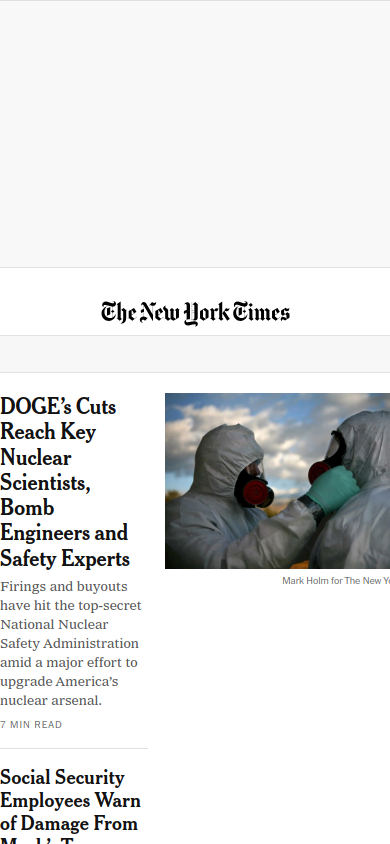 The New York Times
DOGE’s Cuts
Reach Key
Nuclear
Scientists,
Bomb
Engineers and
Safety Experts
Firings and buyouts
have hit the top-secret
National Nuclear
Safety Administration
amid a major effort to
upgrade America’s
nuclear arsenal.
7 MIN READ
Mark Holm for The New Yo
Social Security
Employees Warn
of Damage From